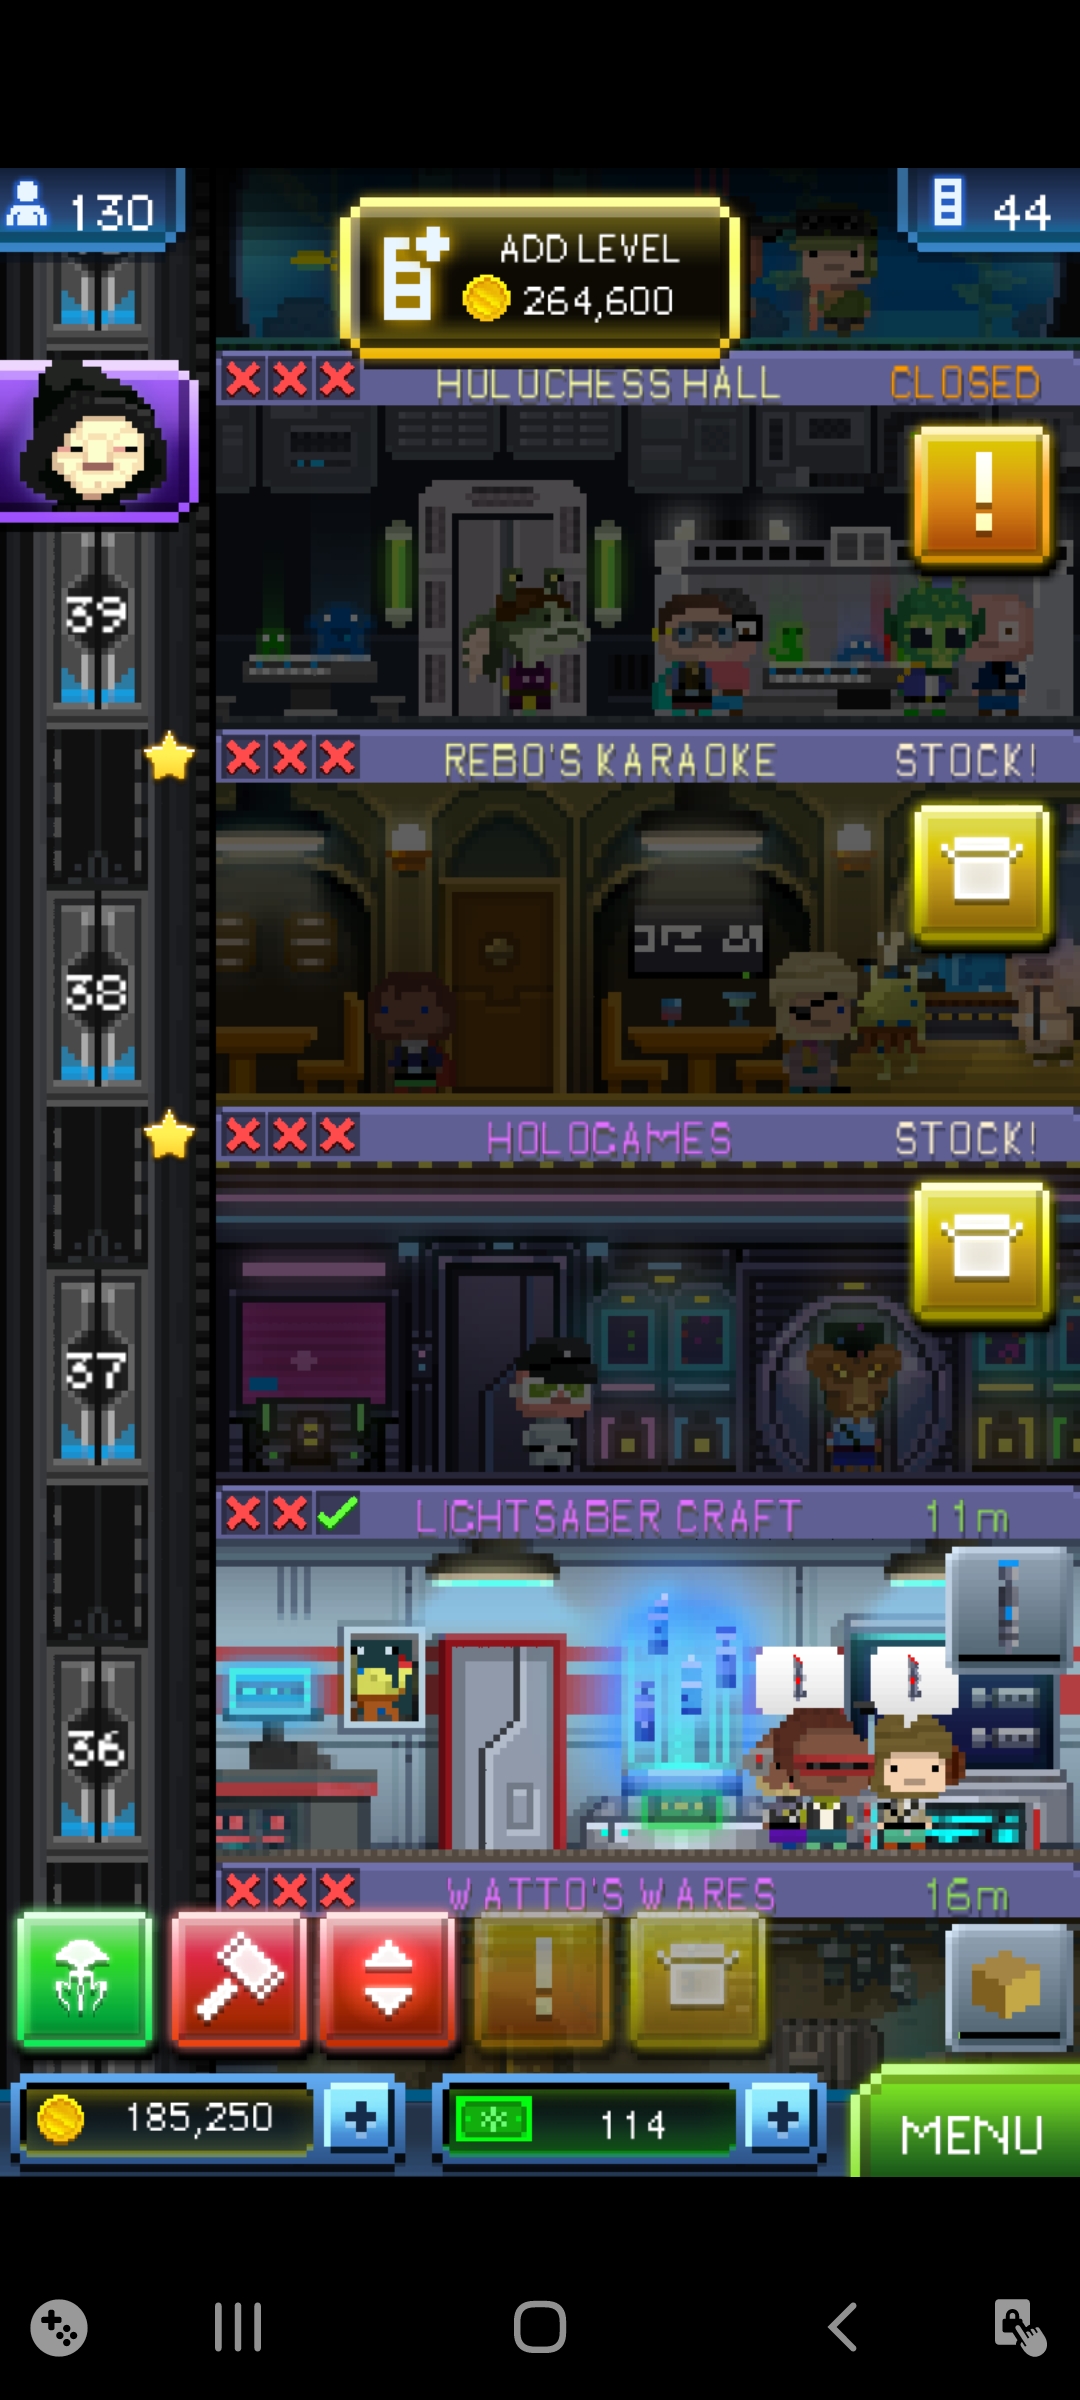 130
ADD LEVEL
264,600
44
HOLOCHESS HALL
CLOSED
39
REBO'S KARAOKE
STOCK!
38
HOLOGAMES
STOCK!
37
LIGHTSABER CRAFT
11m
36
WATTO'S WARES
16m
185,250
114
MENU